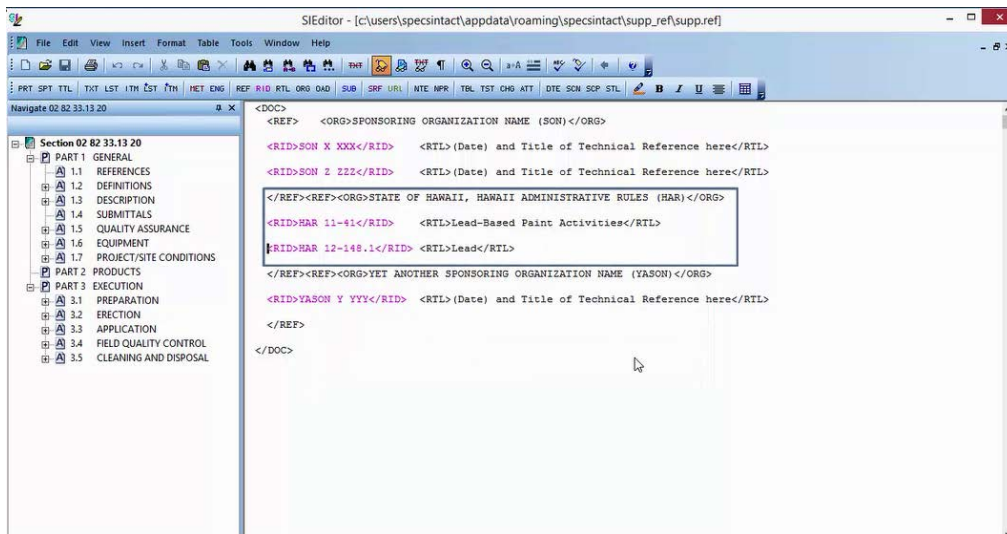 SIEditor - [c:\users\specsintact\appdata\roaming\specsintact\supp_ref\supp.ref]
File Edit View Insert Format Table Tools Window Help
PRT SPT TTL TXT LST ITM LST ITM MET ENG REF RID RTL ORG OAD SUB SRF URL NTE NPR TBL TST CHG ATT DTE SCN SCP STL B I U
Navigate 02 82 33.13 20
Section 02 82 33.13 20
PART 1 GENERAL
1.1 REFERENCES
1.2 DEFINITIONS
1.3 DESCRIPTION
1.4 SUBMITTALS
1.5 QUALITY ASSURANCE
1.6 EQUIPMENT
1.7 PROJECT/SITE CONDITIONS
PART 2 PRODUCTS
PART 3 EXECUTION
3.1 PREPARATION
3.2 ERECTION
3.3 APPLICATION
3.4 FIELD QUALITY CONTROL
3.5 CLEANING AND DISPOSAL
<DOC>
<REF> <ORG>SPONSORING ORGANIZATION NAME (SON)</ORG>
<RID>SON X XXX</RID> <RTL>(Date) and Title of Technical Reference here</RTL>
<RID>SON Z ZZZ</RID> <RTL>(Date) and Title of Technical Reference here</RTL>
</REF><REF><ORG>STATE OF HAWAII, HAWAII ADMINISTRATIVE RULES (HAR)</ORG>
<RID>HAR 11-41</RID> <RTL>Lead-Based Paint Activities</RTL>
<RID>HAR 12-148.1</RID> <RTL>Lead</RTL>
</REF><REF><ORG>YET ANOTHER SPONSORING ORGANIZATION NAME (YASON)</ORG>
<RID>YASON Y YYY</RID> <RTL>(Date) and Title of Technical Reference here</RTL>
</REF>
</DOC>